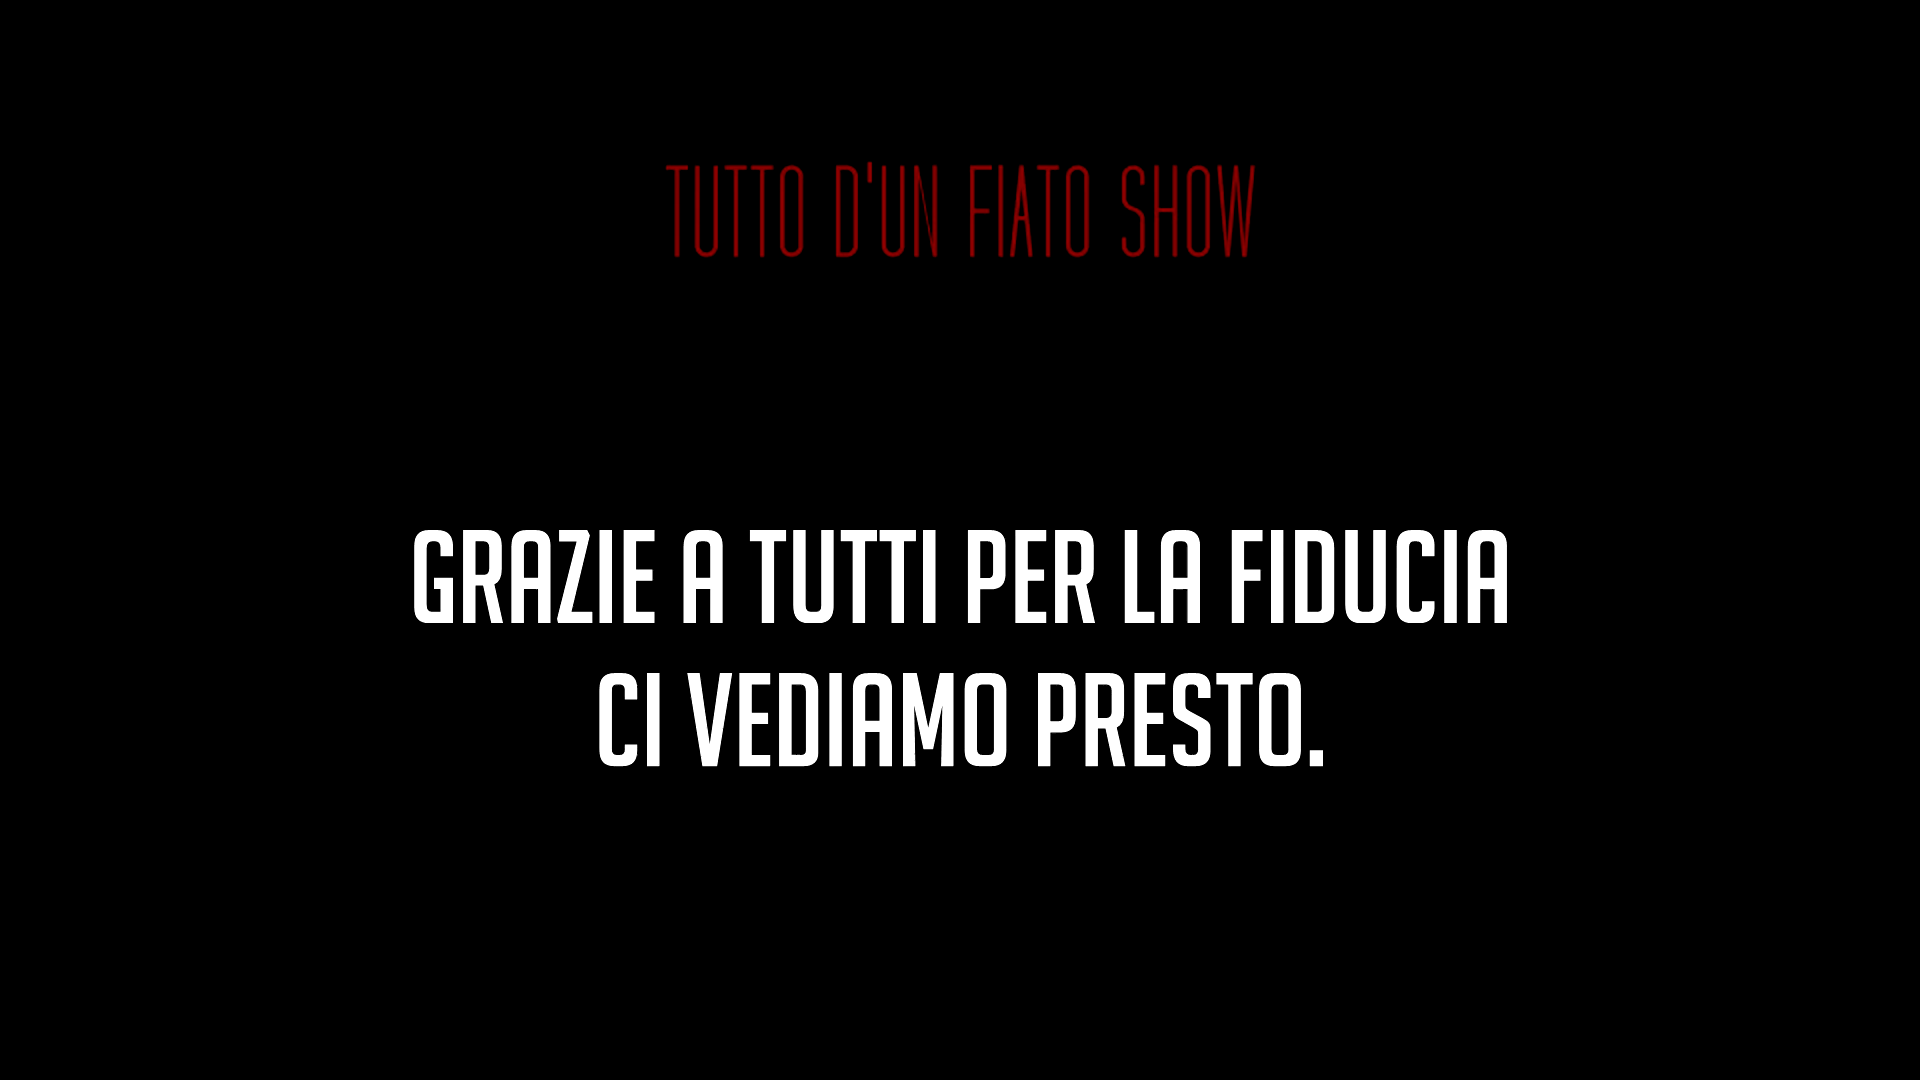 TUTTO D'UN FIATO SHOW
GRAZIE A TUTTI PER LA FIDUCIA
CI VEDIAMO PRESTO.